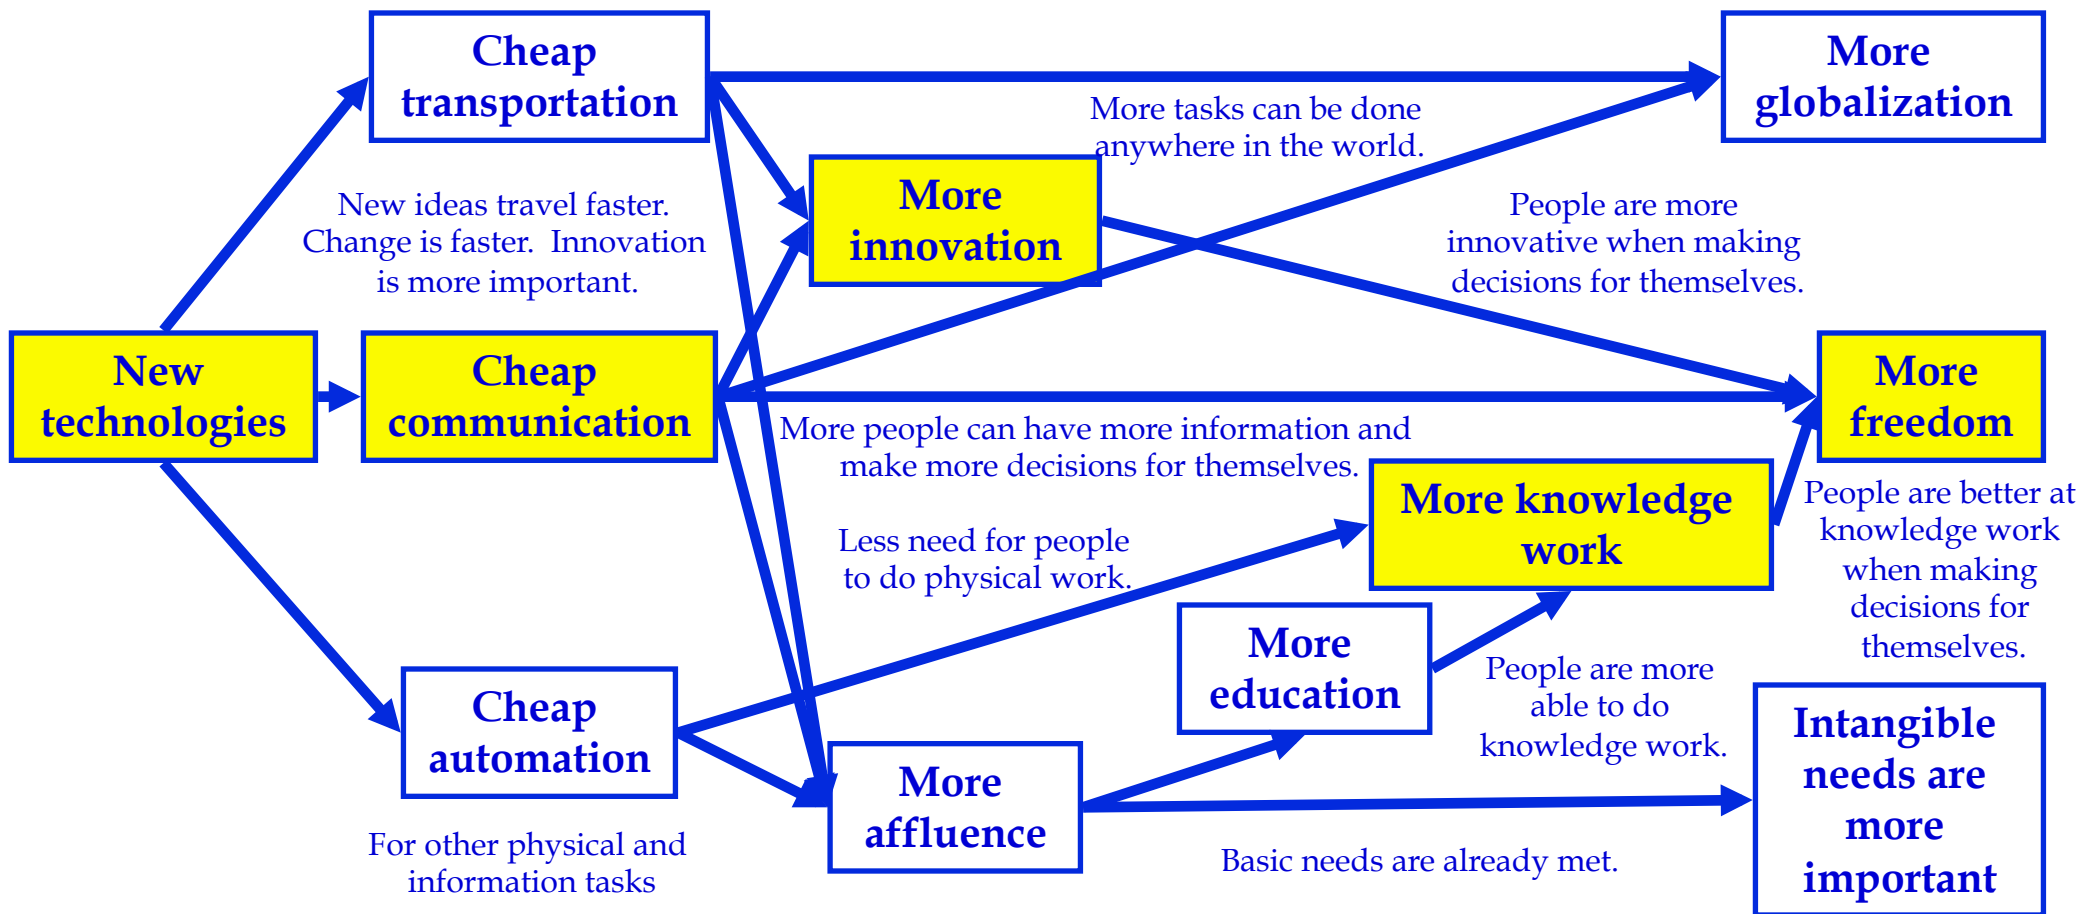 Cheap
transportation
More
globalization
More tasks can be done
anywhere in the world.
More
innovation
New ideas travel faster.
Change is faster.  Innovation
is more important.
People are more
innovative when making
decisions for themselves.
New
technologies
Cheap
communication
More
freedom
More people can have more information and
make more decisions for themselves.
More knowledge
work
People are better at
knowledge work
when making
decisions for
themselves.
Less need for people
to do physical work.
More
education
People are more
able to do
knowledge work.
Cheap
automation
More
affluence
Intangible
needs are
more
important
For other physical and
information tasks
Basic needs are already met.